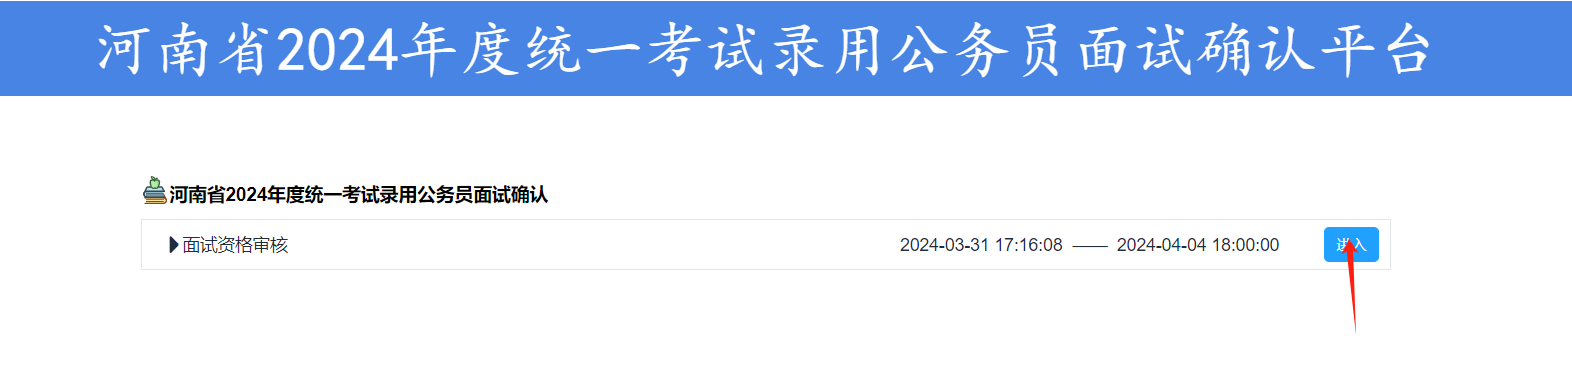 河南省2024年度统一考试录用公务员面试确认平台
河南省2024年度统一考试录用公务员面试确认
面试资格审核 2024-03-31 17:16:08 —— 2024-04-04 18:00:00 进入